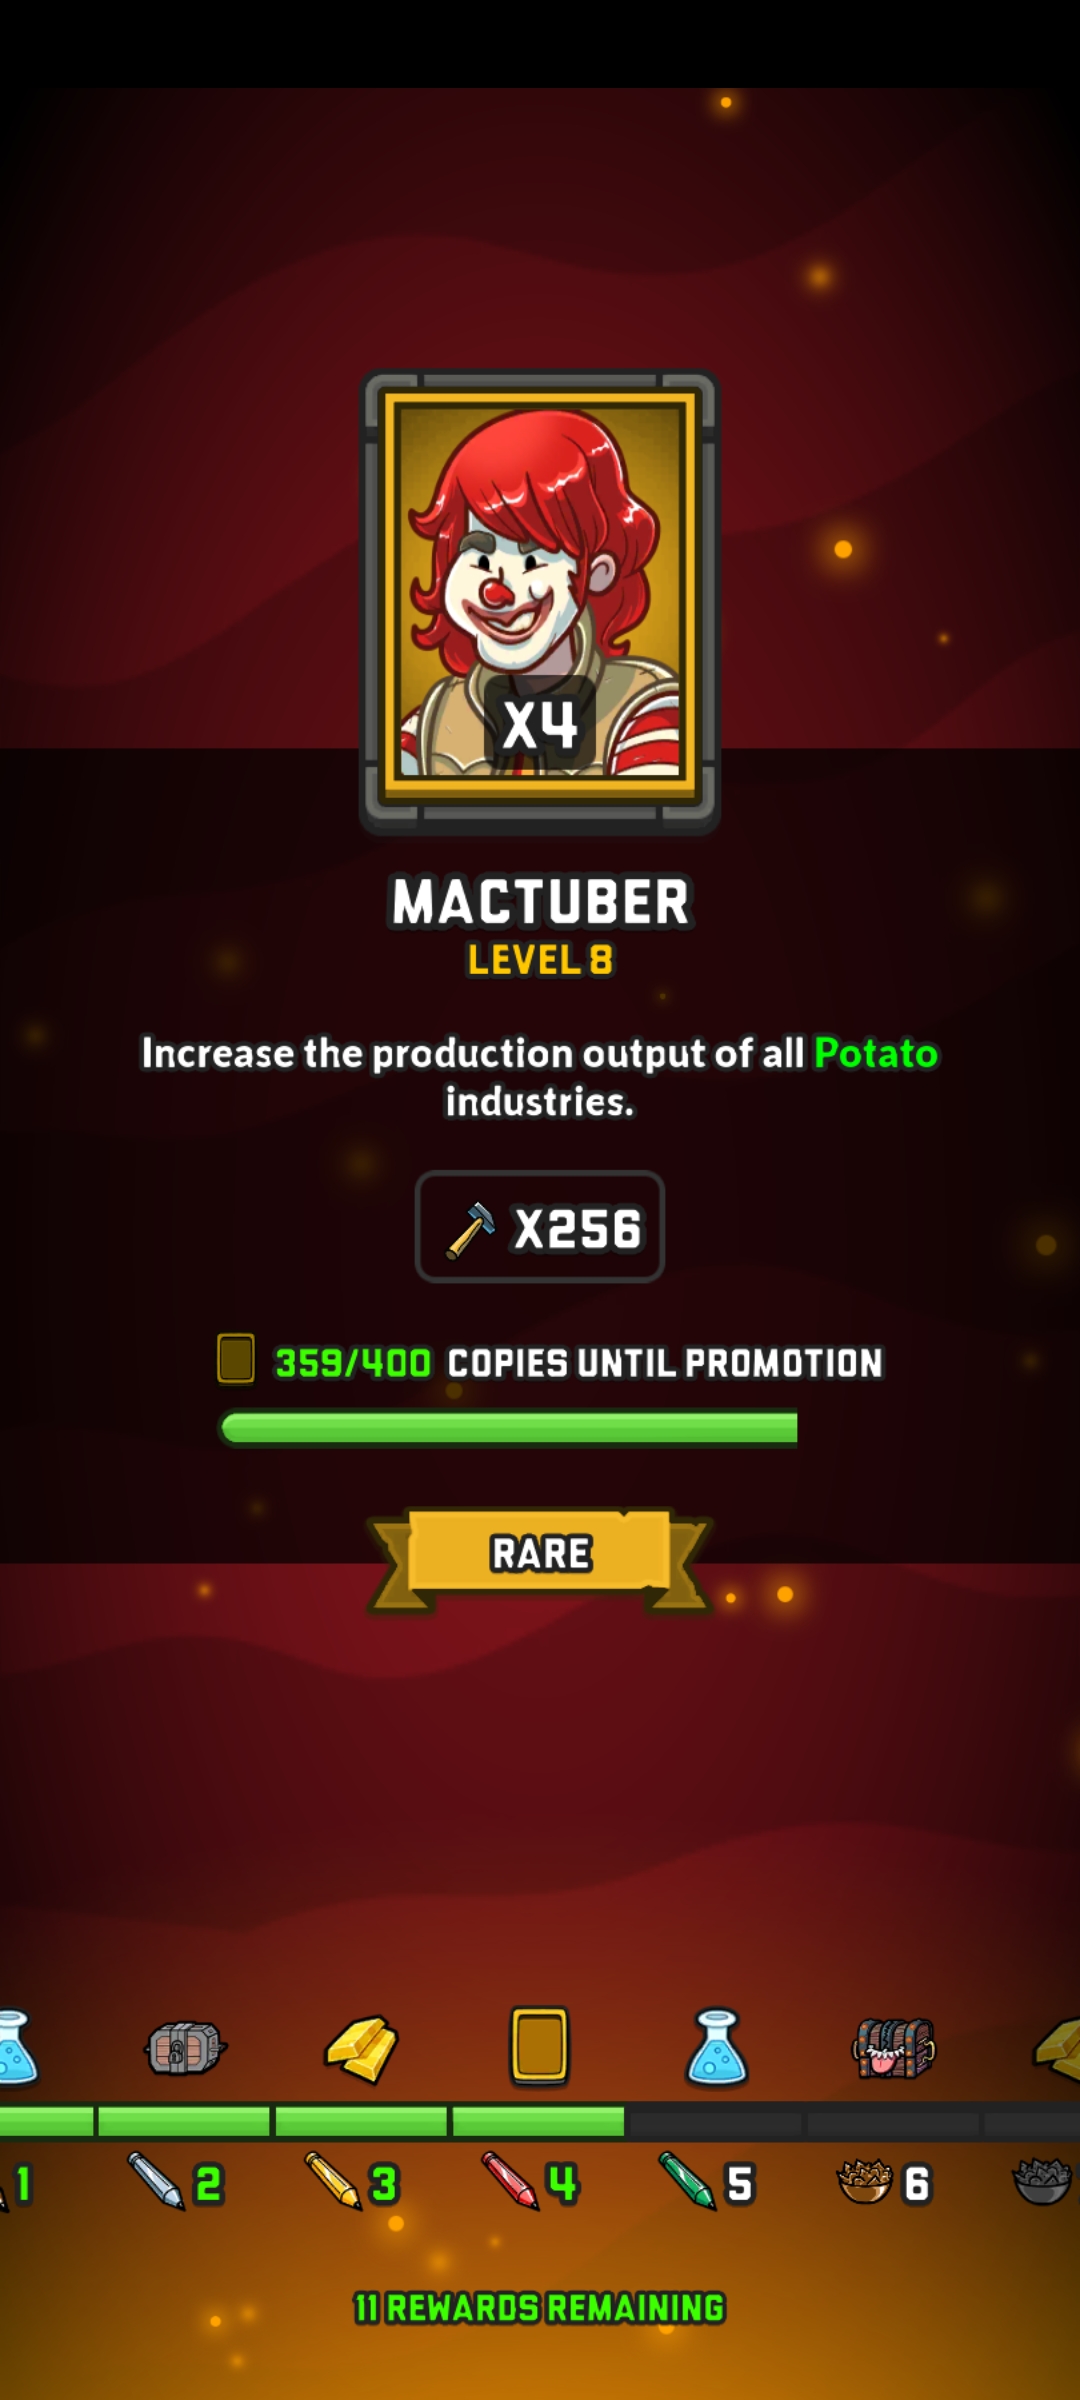 X4
MACTUBER
LEVEL 8
Increase the production output of all Potato
industries.
X256
359/400 COPIES UNTIL PROMOTION
RARE
1 2 3 4 5 6
11 REWARDS REMAINING